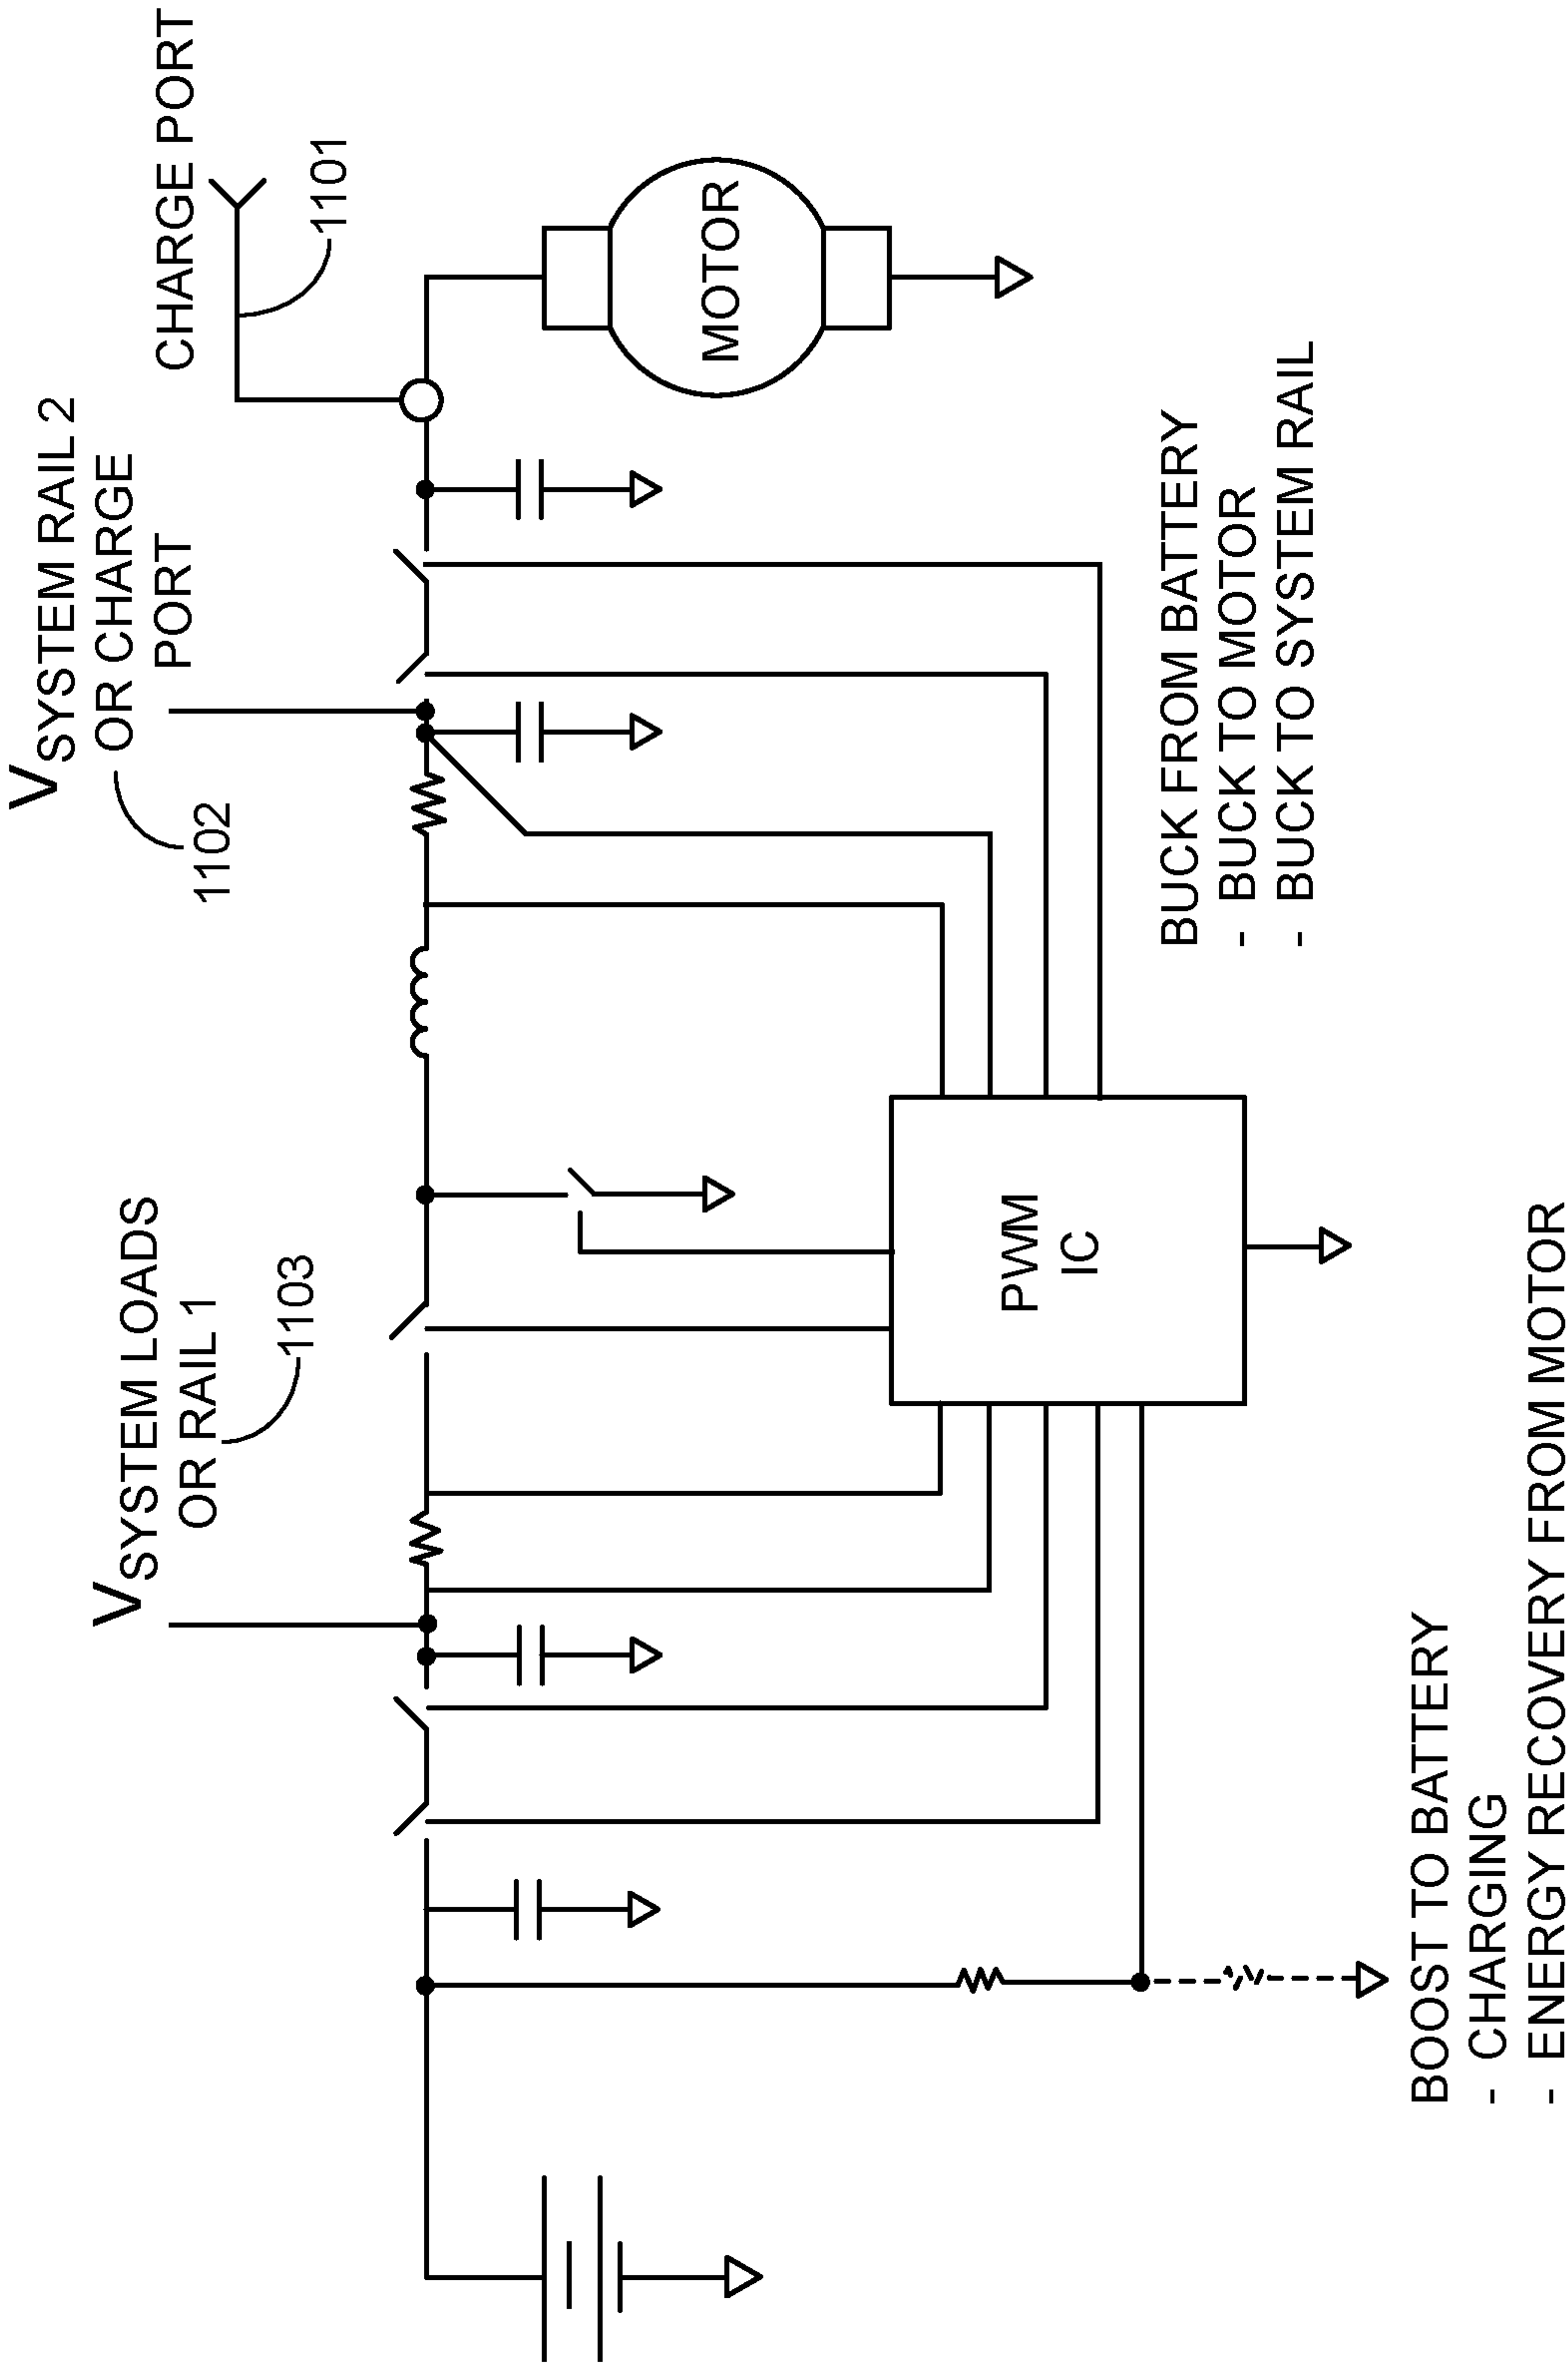 VSYSTEM LOADS
OR RAIL 1
1103
VSYSTEM RAIL 2
OR CHARGE
PORT
1102
CHARGE PORT
1101
MOTOR
PWM
IC
BUCK FROM BATTERY
- BUCK TO MOTOR
- BUCK TO SYSTEM RAIL
BOOST TO BATTERY
- CHARGING
- ENERGY RECOVERY FROM MOTOR